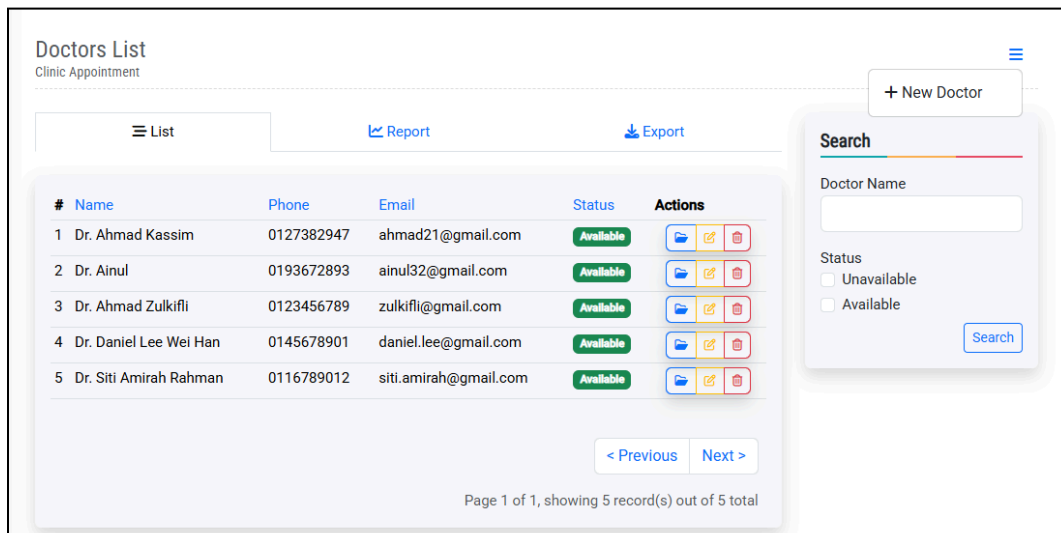 Doctors List
Clinic Appointment
+ New Doctor
List Report Export
# Name Phone Email Status Actions
1 Dr. Ahmad Kassim 0127382947 ahmad21@gmail.com Available
2 Dr. Ainul 0193672893 ainul32@gmail.com Available
3 Dr. Ahmad Zulkifli 0123456789 zulkifli@gmail.com Available
4 Dr. Daniel Lee Wei Han 0145678901 daniel.lee@gmail.com Available
5 Dr. Siti Amirah Rahman 0116789012 siti.amirah@gmail.com Available
< Previous Next >
Page 1 of 1, showing 5 record(s) out of 5 total
Search
Doctor Name
Status
Unavailable
Available
Search